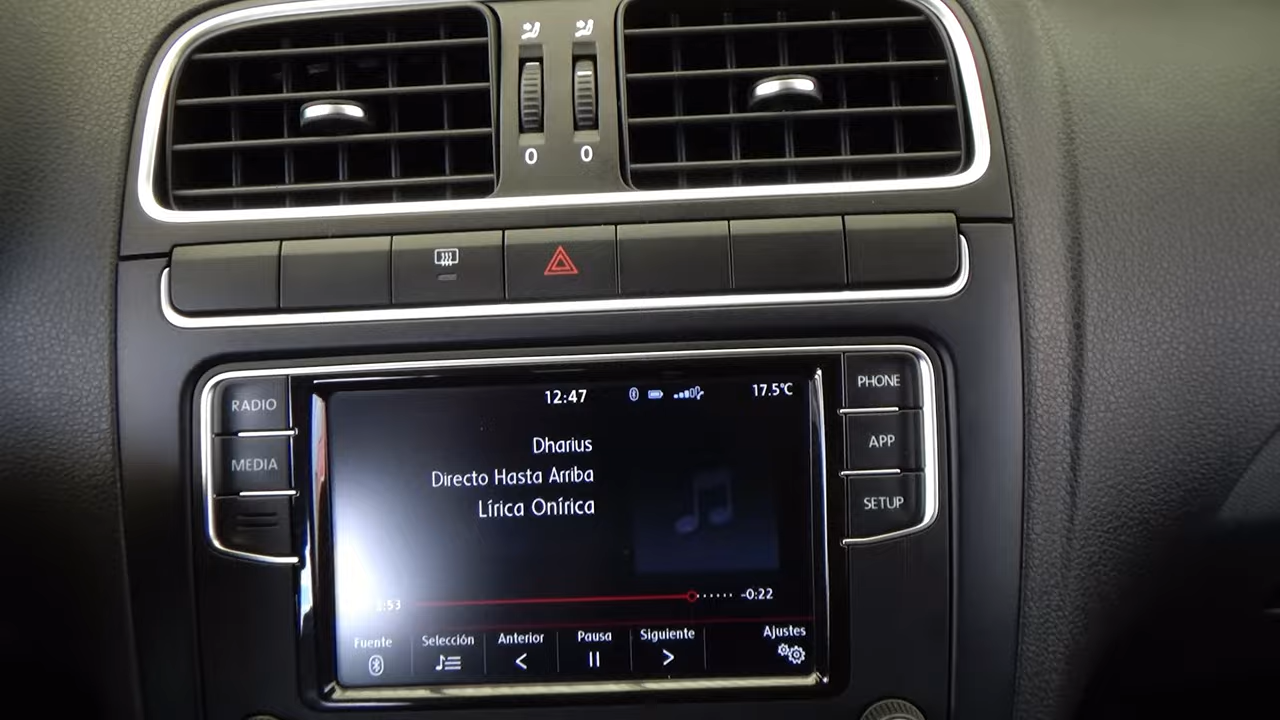 0 0
RADIO
MEDIA
PHONE
APP
SETUP
12:47 17.5°C
Dharius
Directo Hasta Arriba
Lírica Onírica
:53 -0:22
Fuente Selección Anterior Pausa Siguiente Ajustes